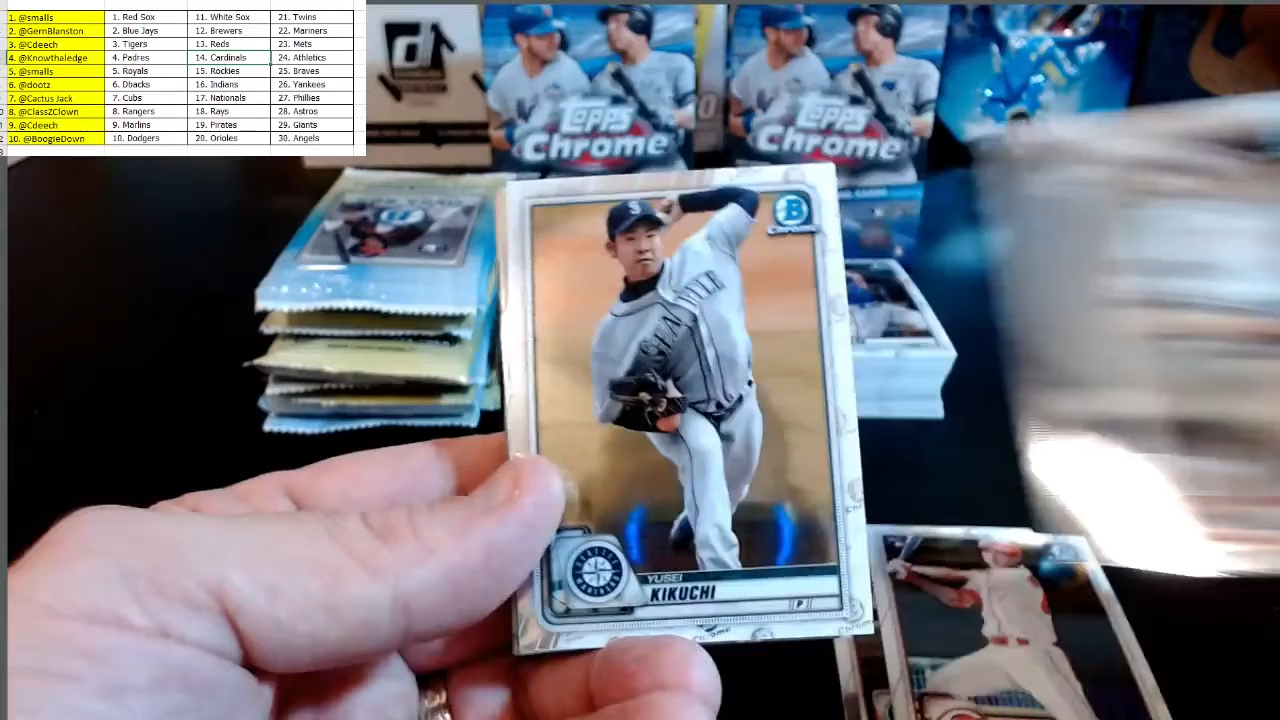 1. @smalls 1. Red Sox 11. White Sox 21. Twins
2. @GernBlanston 2. Blue Jays 12. Brewers 22. Mariners
3. @Cdeech 3. Tigers 13. Reds 23. Mets
4. @Knowthaledge 4. Padres 14. Cardinals 24. Athletics
5. @smalls 5. Royals 15. Rockies 25. Braves
6. @dootz 6. Dbacks 16. Indians 26. Yankees
7. @Cactus Jack 7. Cubs 17. Nationals 27. Phillies
8. @ClassZClown 8. Rangers 18. Rays 28. Astros
9. @Cdeech 9. Marlins 19. Pirates 29. Giants
10. @BoogieDown 10. Dodgers 20. Orioles 30. Angels
Topps
Chrome
Topps
Chrome
B
S
YUSEI
KIKUCHI
P